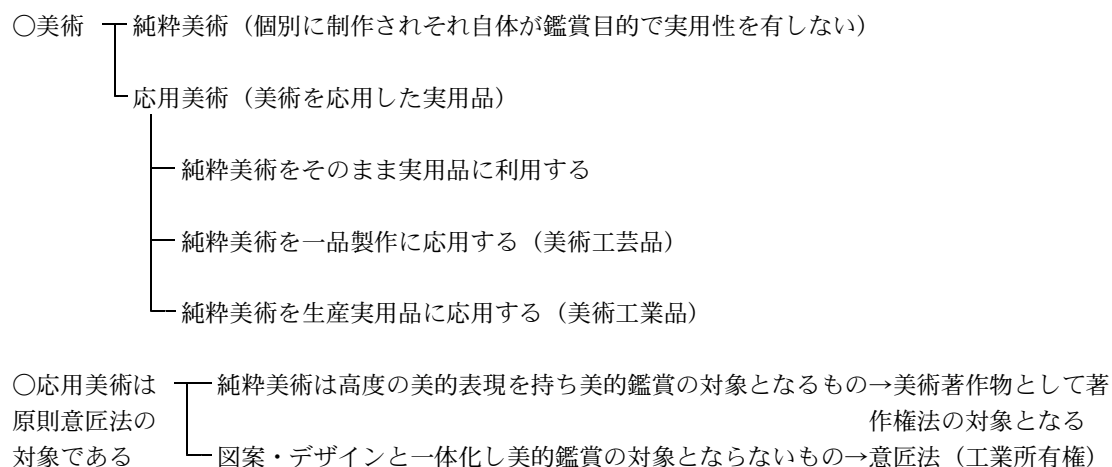 ○美術 純粋美術（個別に制作されそれ自体が鑑賞目的で実用性を有しない）
応用美術（美術を応用した実用品）
純粋美術をそのまま実用品に利用する
純粋美術を一品製作に応用する（美術工芸品）
純粋美術を生産実用品に応用する（美術工業品）
○応用美術は 純粋美術は高度の美的表現を持ち美的鑑賞の対象となるもの→美術著作物として著
原則意匠法の 作権法の対象となる
対象である 図案・デザインと一体化し美的鑑賞の対象とならないもの→意匠法（工業所有権）